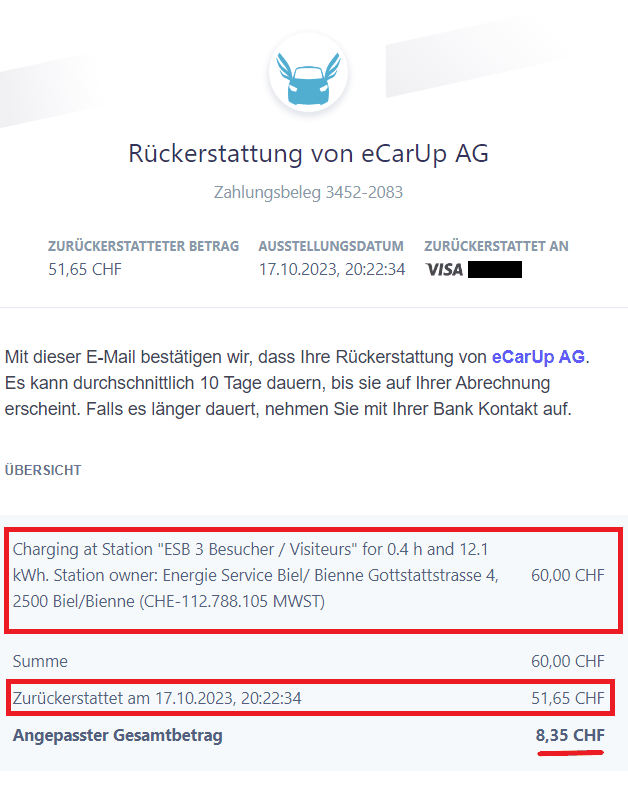 Rückerstattung von eCarUp AG
Zahlungsbeleg 3452-2083
ZURÜCKERSTATTETER BETRAG AUSSTELLUNGSDATUM ZURÜCKERSTATTET AN
51,65 CHF 17.10.2023, 20:22:34 VISA
Mit dieser E-Mail bestätigen wir, dass Ihre Rückerstattung von eCarUp AG.
Es kann durchschnittlich 10 Tage dauern, bis sie auf Ihrer Abrechnung
erscheint. Falls es länger dauert, nehmen Sie mit Ihrer Bank Kontakt auf.
ÜBERSICHT
Charging at Station "ESB 3 Besucher / Visiteurs" for 0.4 h and 12.1
kWh. Station owner: Energie Service Biel/ Bienne Gottstattstrasse 4, 60,00 CHF
2500 Biel/Bienne (CHE-112.788.105 MWST)
Summe 60,00 CHF
Zurückerstattet am 17.10.2023, 20:22:34 51,65 CHF
Angepasster Gesamtbetrag 8,35 CHF